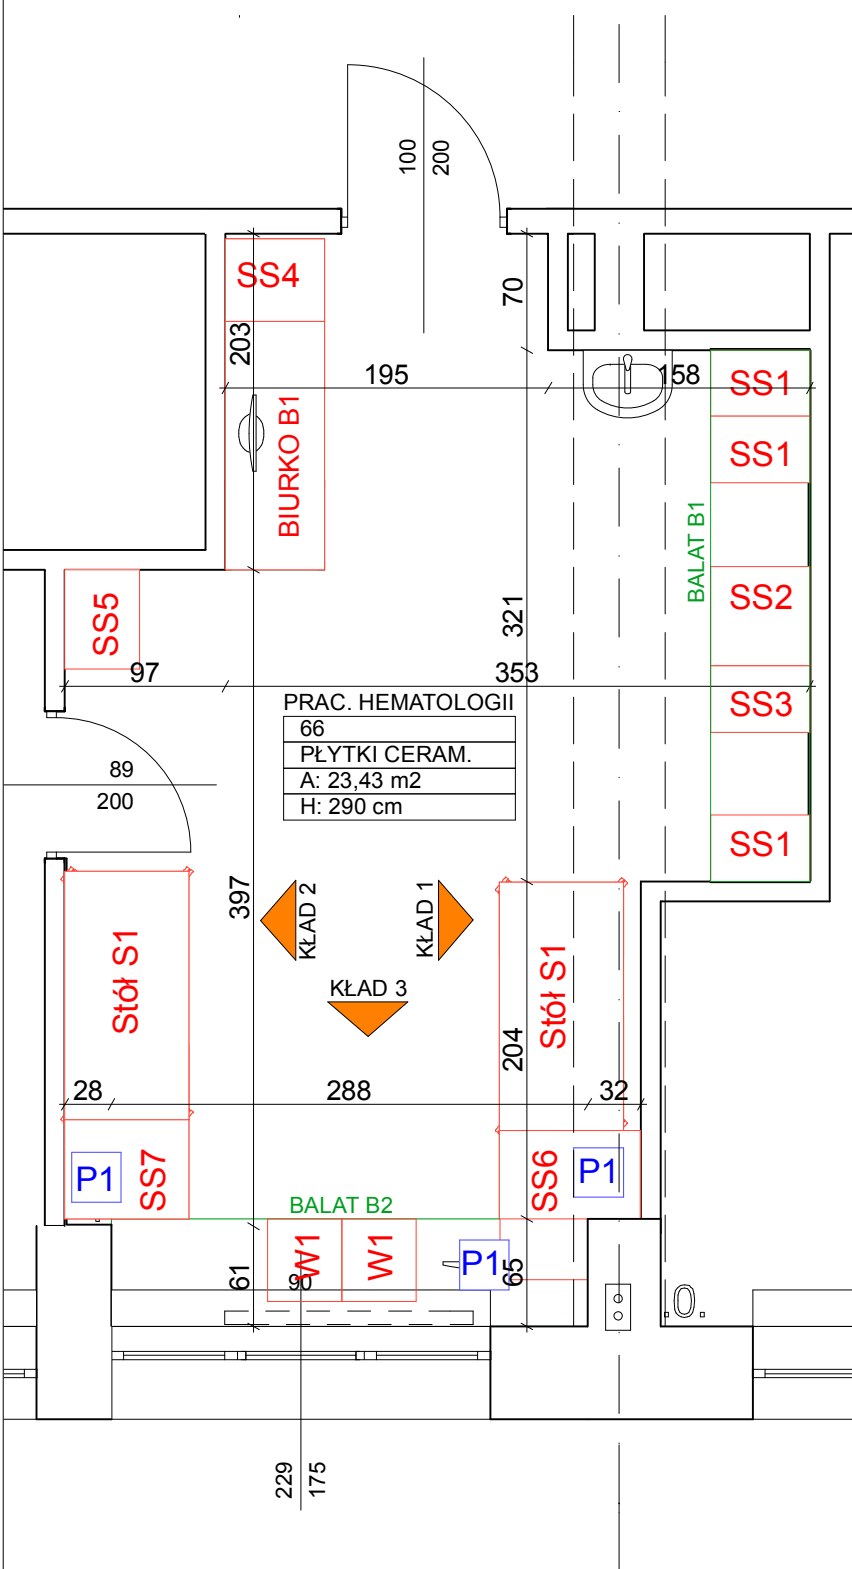 100
200
SS4
70
203
195
158
SS1
BIURKO B1
SS1
BALAT B1
SS5
321
SS2
97
353
SS3
PRAC. HEMATOLOGII
66
PŁYTKI CERAM.
A: 23,43 m2
H: 290 cm
89
200
SS1
397
KŁAD 2
KŁAD 1
Stół S1
Stół S1
KŁAD 3
204
28
288
32
P1
SS7
SS6
P1
BALAT B2
61
W1
W1
P1
65
90
229
175